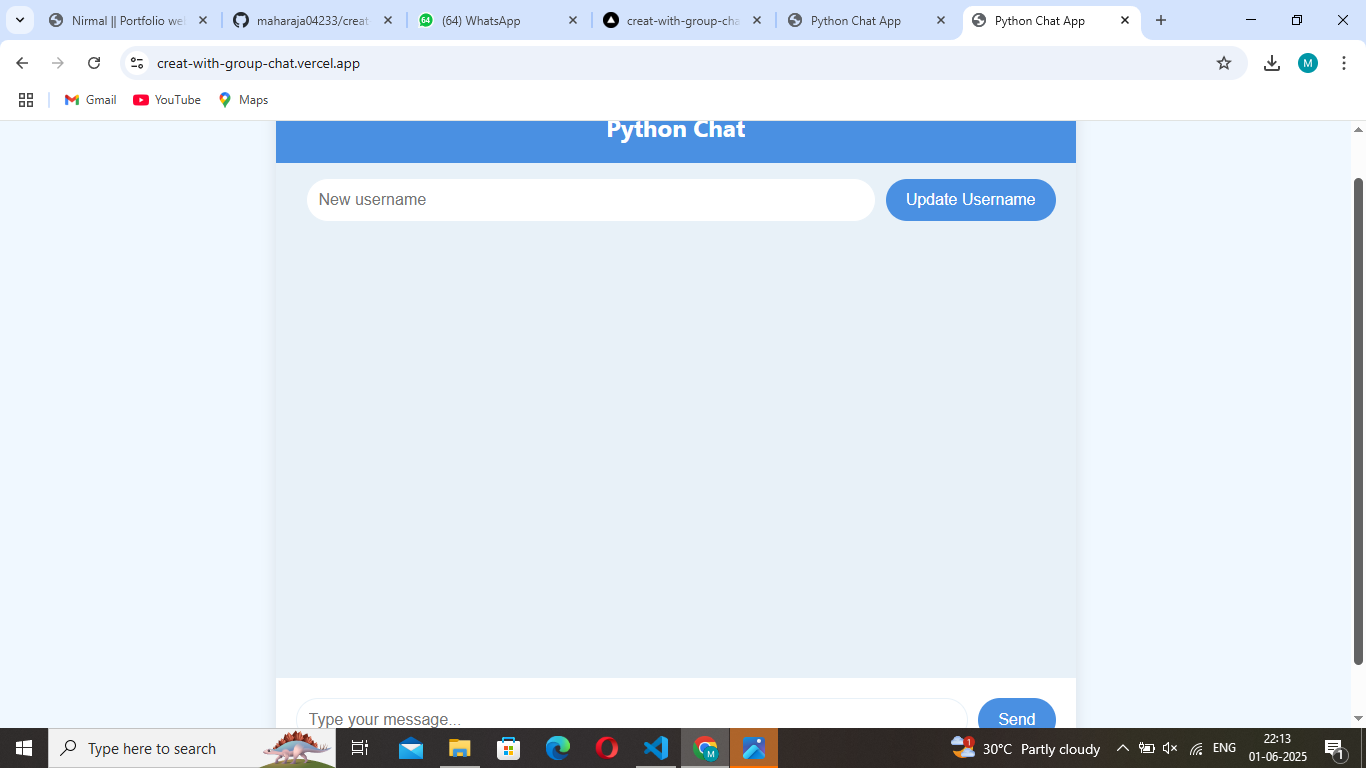 Nirmal || Portfolio we
maharaja04233/creat
64
(64) WhatsApp
creat-with-group-cha
Python Chat App
Python Chat App
creat-with-group-chat.vercel.app
M
Gmail
YouTube
Maps
Python Chat
New username
Update Username
Type your message...
Send
Type here to search
M
1
30°C Partly cloudy
ENG
22:13
01-06-2025
1